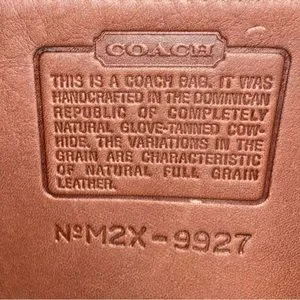 COACH
THIS IS A COACH BAG. IT WAS
HANDCRAFTED IN THE DOMINICAN
REPUBLIC OF COMPLETELY
NATURAL GLOVE-TANNED COW-
HIDE. THE VARIATIONS IN THE
GRAIN ARE CHARACTERISTIC
OF NATURAL FULL GRAIN
LEATHER.
NºM2X-9927